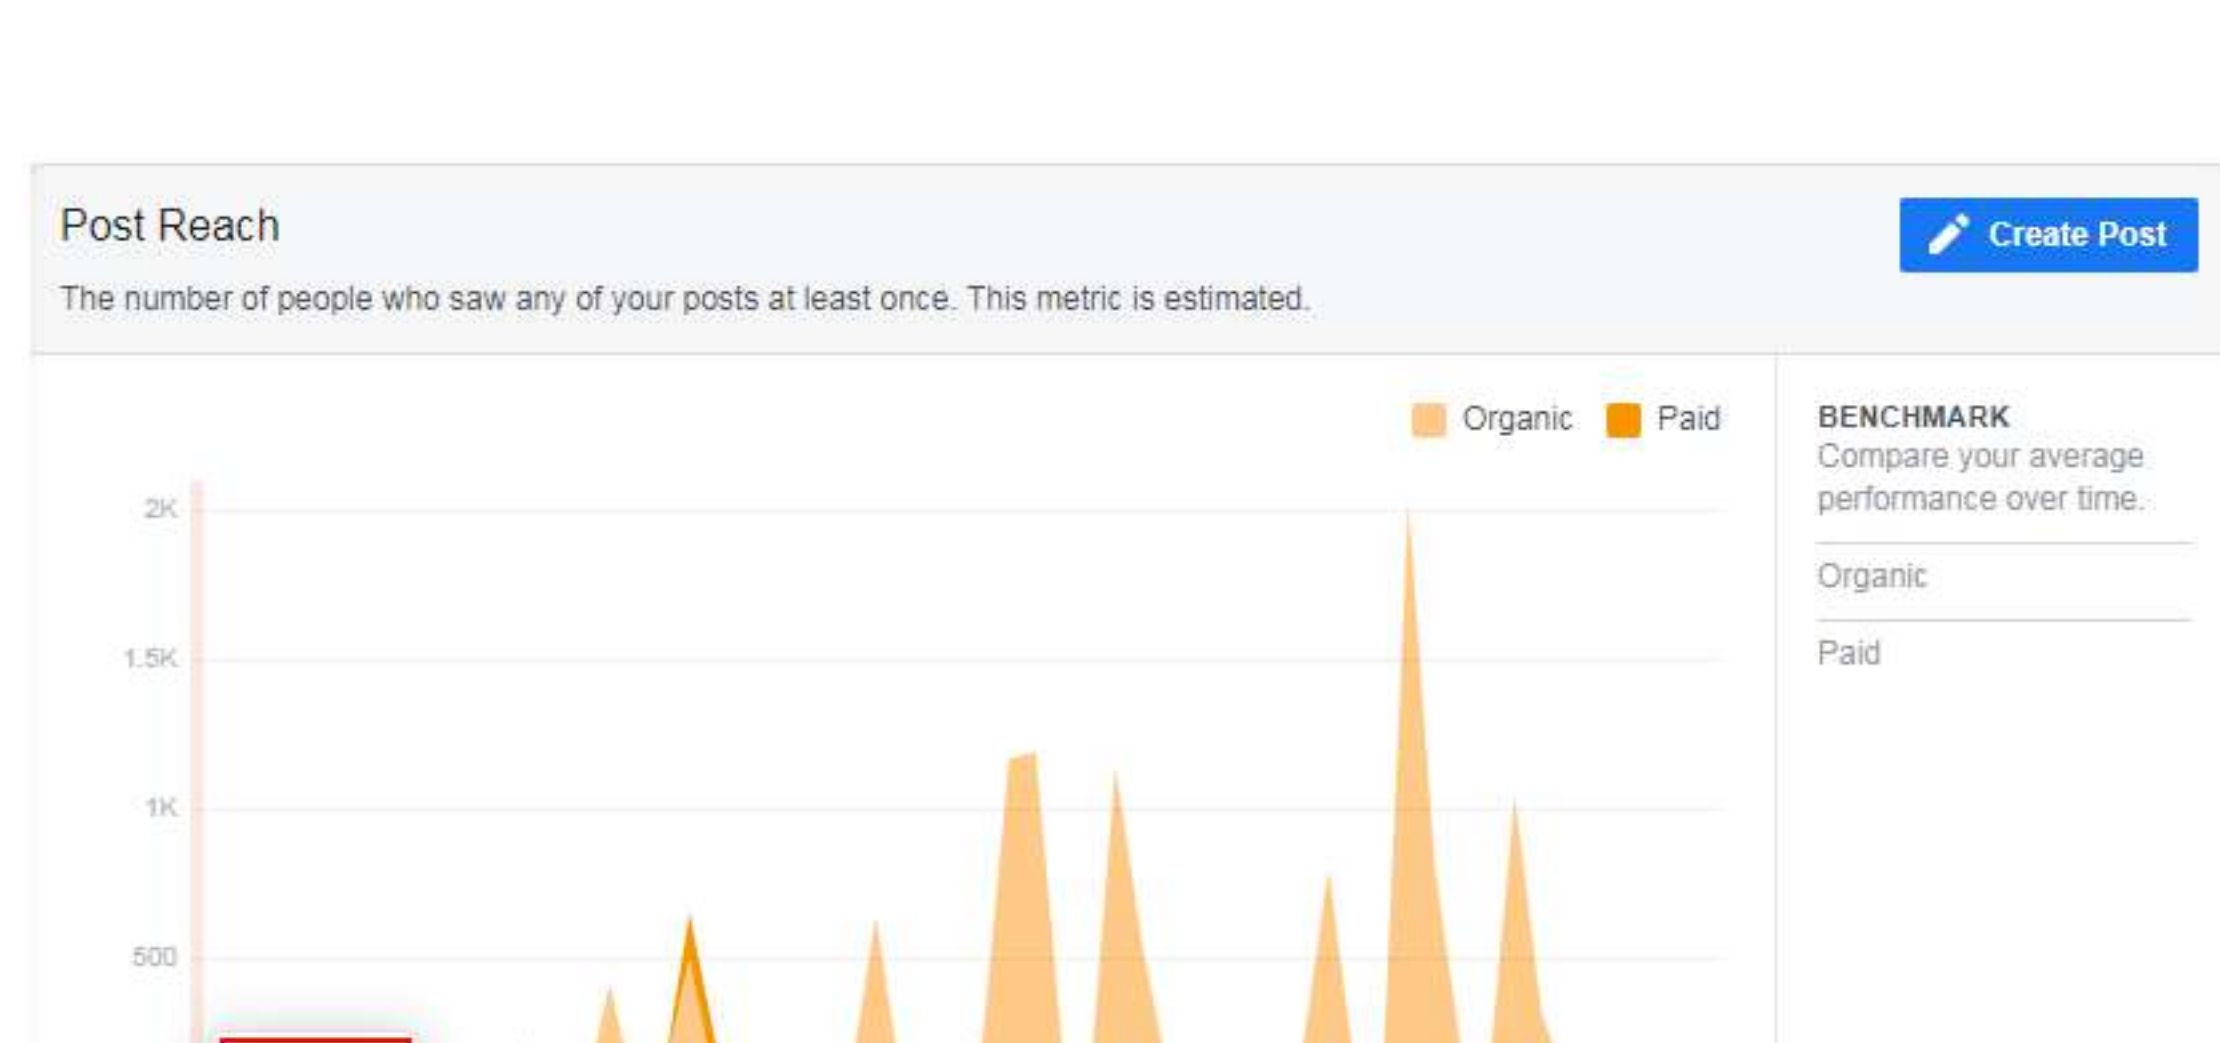 Post Reach
Create Post
The number of people who saw any of your posts at least once. This metric is estimated.
Organic
Paid
BENCHMARK
Compare your average
performance over time.
Organic
Paid
2K
1.5K
1K
500